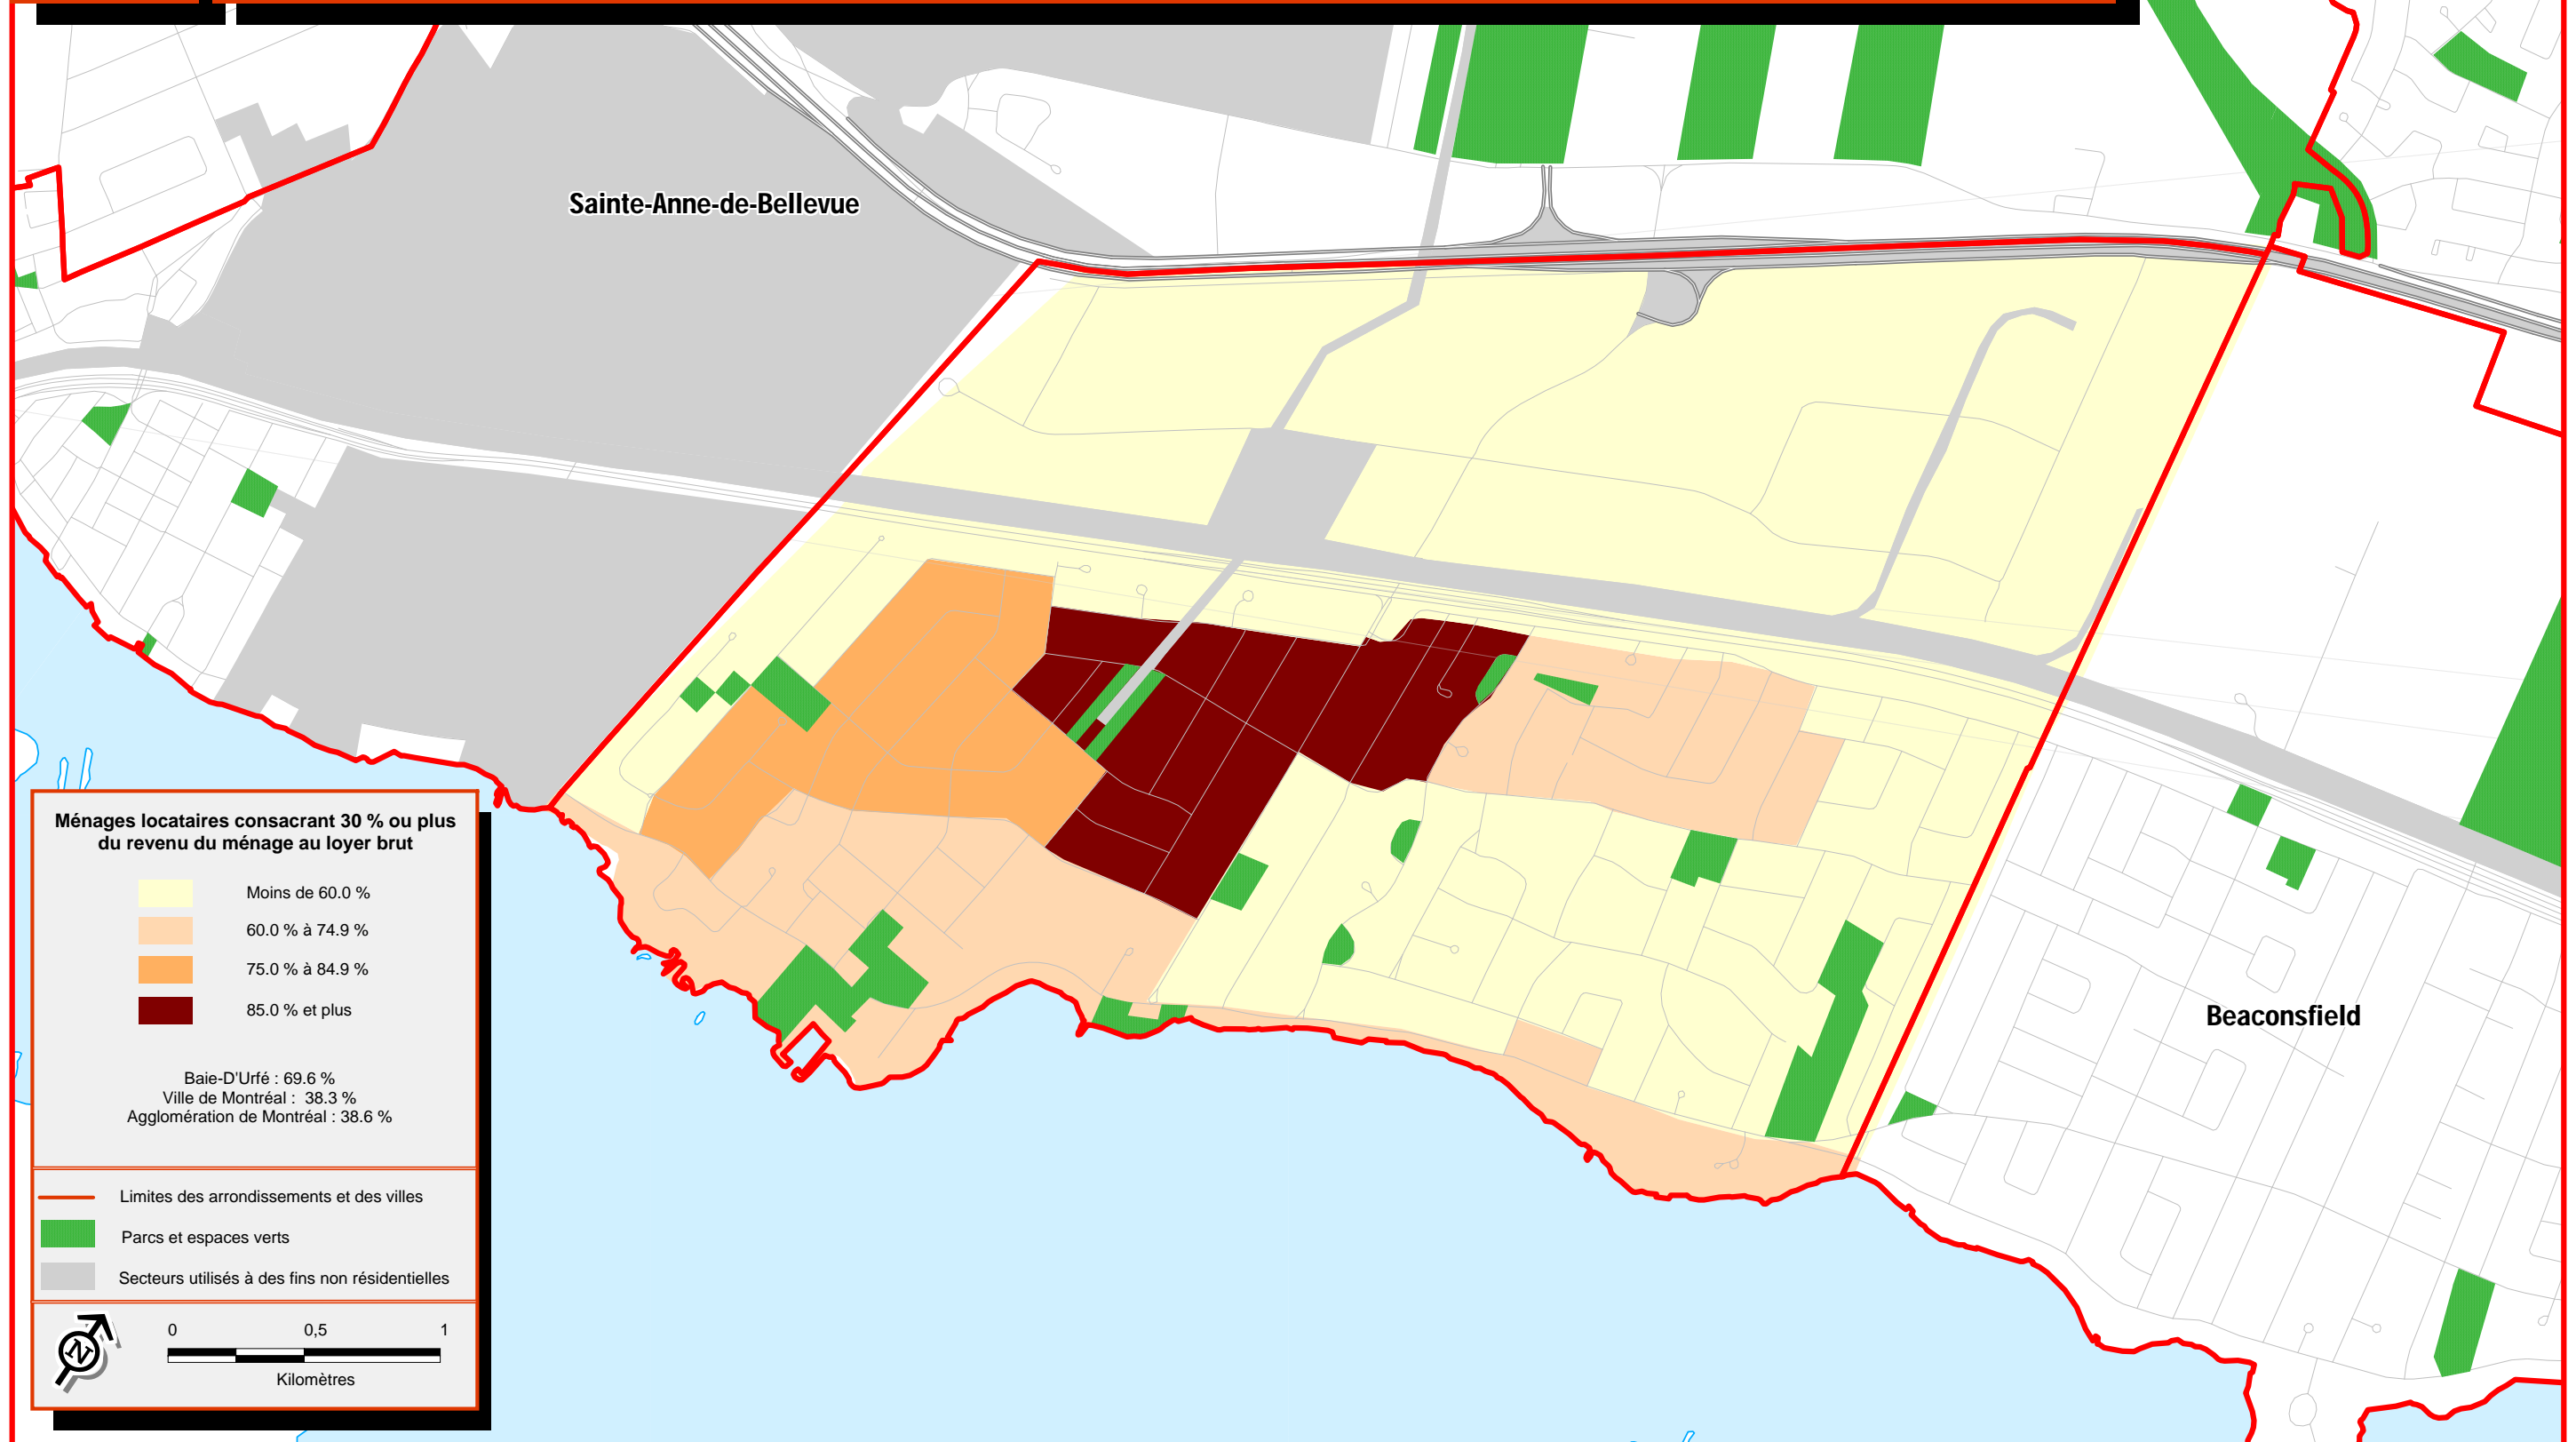 Sainte-Anne-de-Bellevue
Ménages locataires consacrant 30 % ou plus
du revenu du ménage au loyer brut
Moins de 60.0 %
60.0 % à 74.9 %
75.0 % à 84.9 %
85.0 % et plus
Baie-D'Urfé : 69.6 %
Ville de Montréal : 38.3 %
Agglomération de Montréal : 38.6 %
Limites des arrondissements et des villes
Parcs et espaces verts
Secteurs utilisés à des fins non résidentielles
N
0 0,5 1
Kilomètres
Beaconsfield